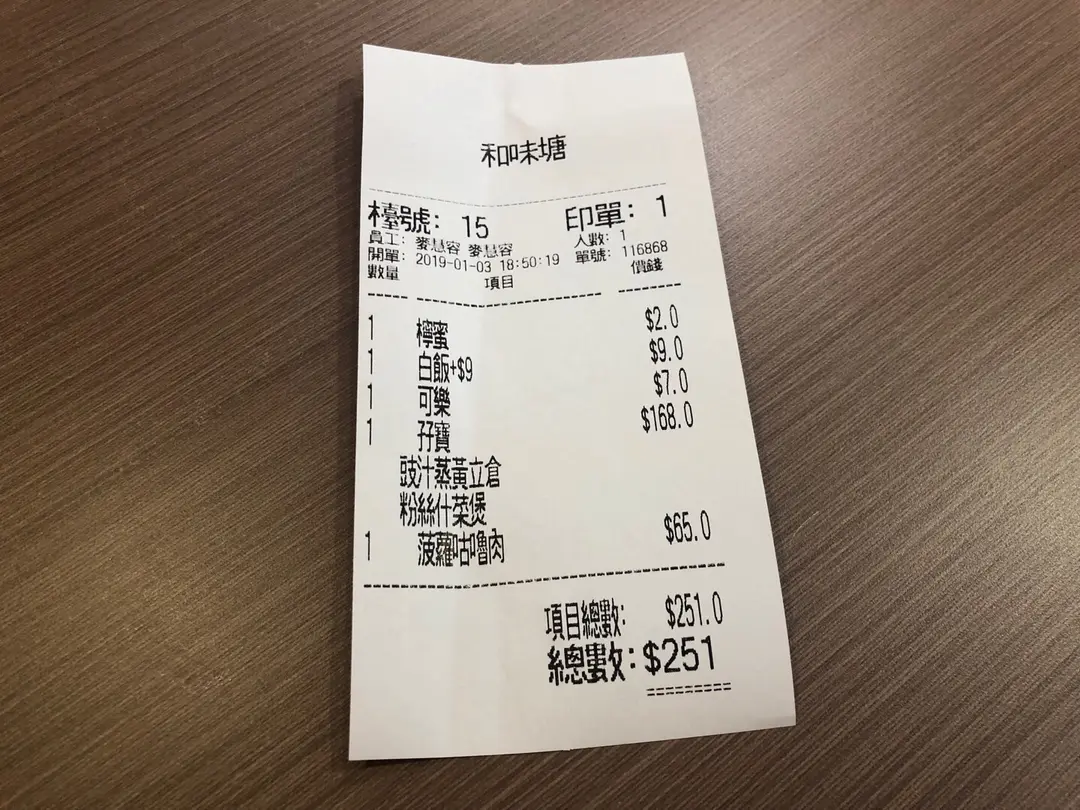 和味塘
檯號: 15 印單: 1
員工: 麥慧容 麥慧容 人數: 1
開單: 2019-01-03 18:50:19 單號: 116868
數量 項目 價錢
1 檸蜜 $2.0
1 白飯+$9 $9.0
1 可樂 $7.0
1 孖寶 $168.0
豉汁蒸黃立倉
粉絲什菜煲
1 菠蘿咕嚕肉 $65.0
項目總數: $251.0
總數: $251